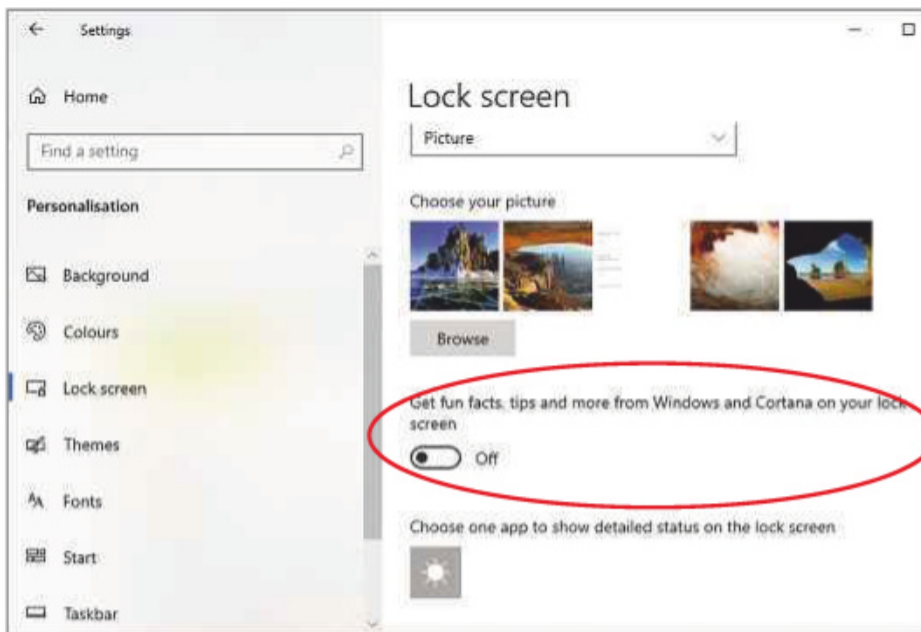 Settings
Home
Find a setting
Personalisation
Background
Colours
Lock screen
Themes
Fonts
Start
Taskbar
Lock screen
Picture
Choose your picture
Browse
Get fun facts, tips and more from Windows and Cortana on your lock
screen
Off
Choose one app to show detailed status on the lock screen